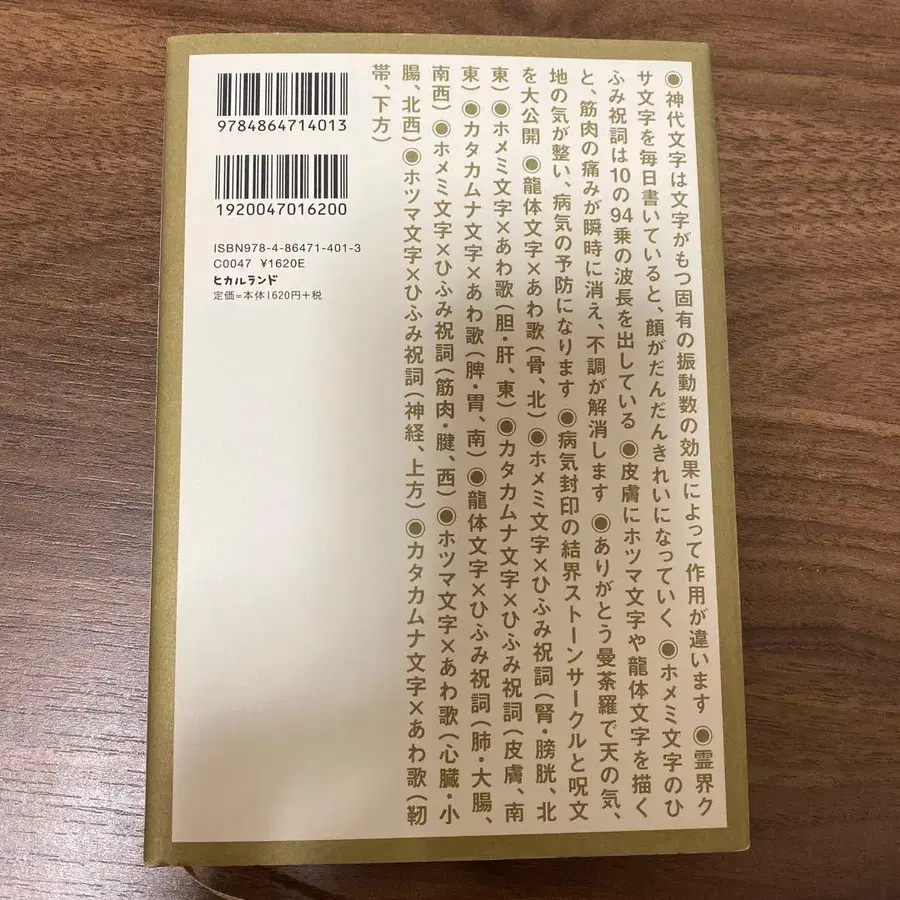 ◉神代文字は文字がもつ固有の振動数の効果によって作用が違います ◉霊界ク
サ文字を毎日書いていると、顔がだんだんきれいになっていく ◉ホメミ文字のひ
ふみ祝詞は10の94乗の波長を出している ◉皮膚にホツマ文字や龍体文字を描く
と、筋肉の痛みが瞬時に消え、不調が解消します ◉ありがとう曼荼羅で天の気、
地の気が整い、病気の予防になります ◉病気封印の結界ストーンサークルと呪文
を大公開 ◉龍体文字×あわ歌(骨、北) ◉ホメミ文字×ひふみ祝詞(腎・膀胱、北
東) ◉ホメミ文字×あわ歌(胆・肝、東) ◉カタカムナ文字×ひふみ祝詞(皮膚、南
東) ◉カタカムナ文字×あわ歌(脾・胃、南) ◉龍体文字×ひふみ祝詞(肺・大腸、
南西) ◉ホメミ文字×ひふみ祝詞(筋肉・腱、西) ◉ホツマ文字×あわ歌(心臓・小
腸、北西) ◉ホツマ文字×ひふみ祝詞(神経、上方) ◉カタカムナ文字×あわ歌(靭
帯、下方)
9784864714013
1920047016200
ISBN978-4-86471-401-3
C0047 ¥1620E
ヒカルランド
定価=本体1620円+税